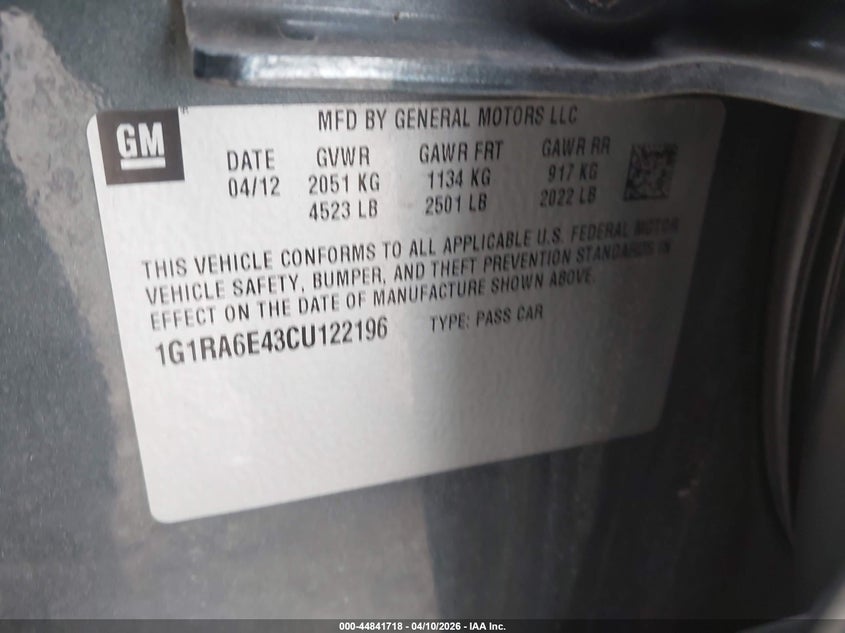 GM
MFD BY GENERAL MOTORS LLC
DATE GVWR GAWR FRT GAWR RR
04/12 2051 KG 1134 KG 917 KG
4523 LB 2501 LB 2022 LB
THIS VEHICLE CONFORMS TO ALL APPLICABLE U.S. FEDERAL MOTOR
VEHICLE SAFETY, BUMPER, AND THEFT PREVENTION STANDARDS IN
EFFECT ON THE DATE OF MANUFACTURE SHOWN ABOVE.
1G1RA6E43CU122196 TYPE: PASS CAR
000-44841718 - 04/10/2026 - IAA Inc.